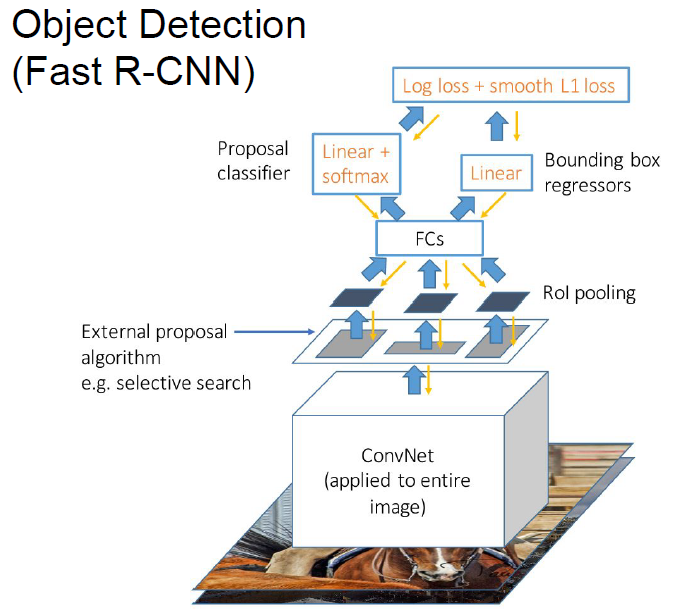 Object Detection
(Fast R-CNN)
Log loss + smooth L1 loss
Proposal
classifier
Linear +
softmax
Linear
Bounding box
regressors
FCs
RoI pooling
External proposal
algorithm
e.g. selective search
ConvNet
(applied to entire
image)